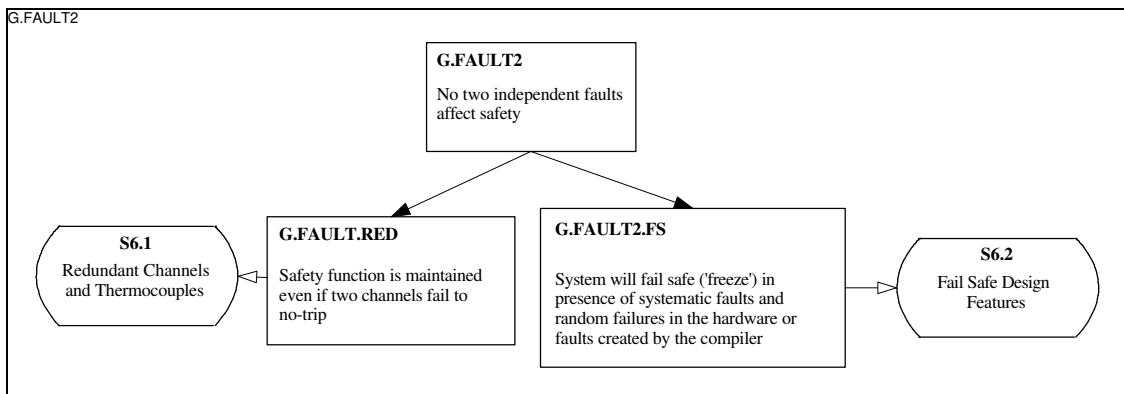 G.FAULT2
G.FAULT2
No two independent faults
affect safety
S6.1
Redundant Channels
and Thermocouples
G.FAULT.RED
Safety function is maintained
even if two channels fail to
no-trip
G.FAULT2.FS
System will fail safe ('freeze') in
presence of systematic faults and
random failures in the hardware or
faults created by the compiler
S6.2
Fail Safe Design
Features